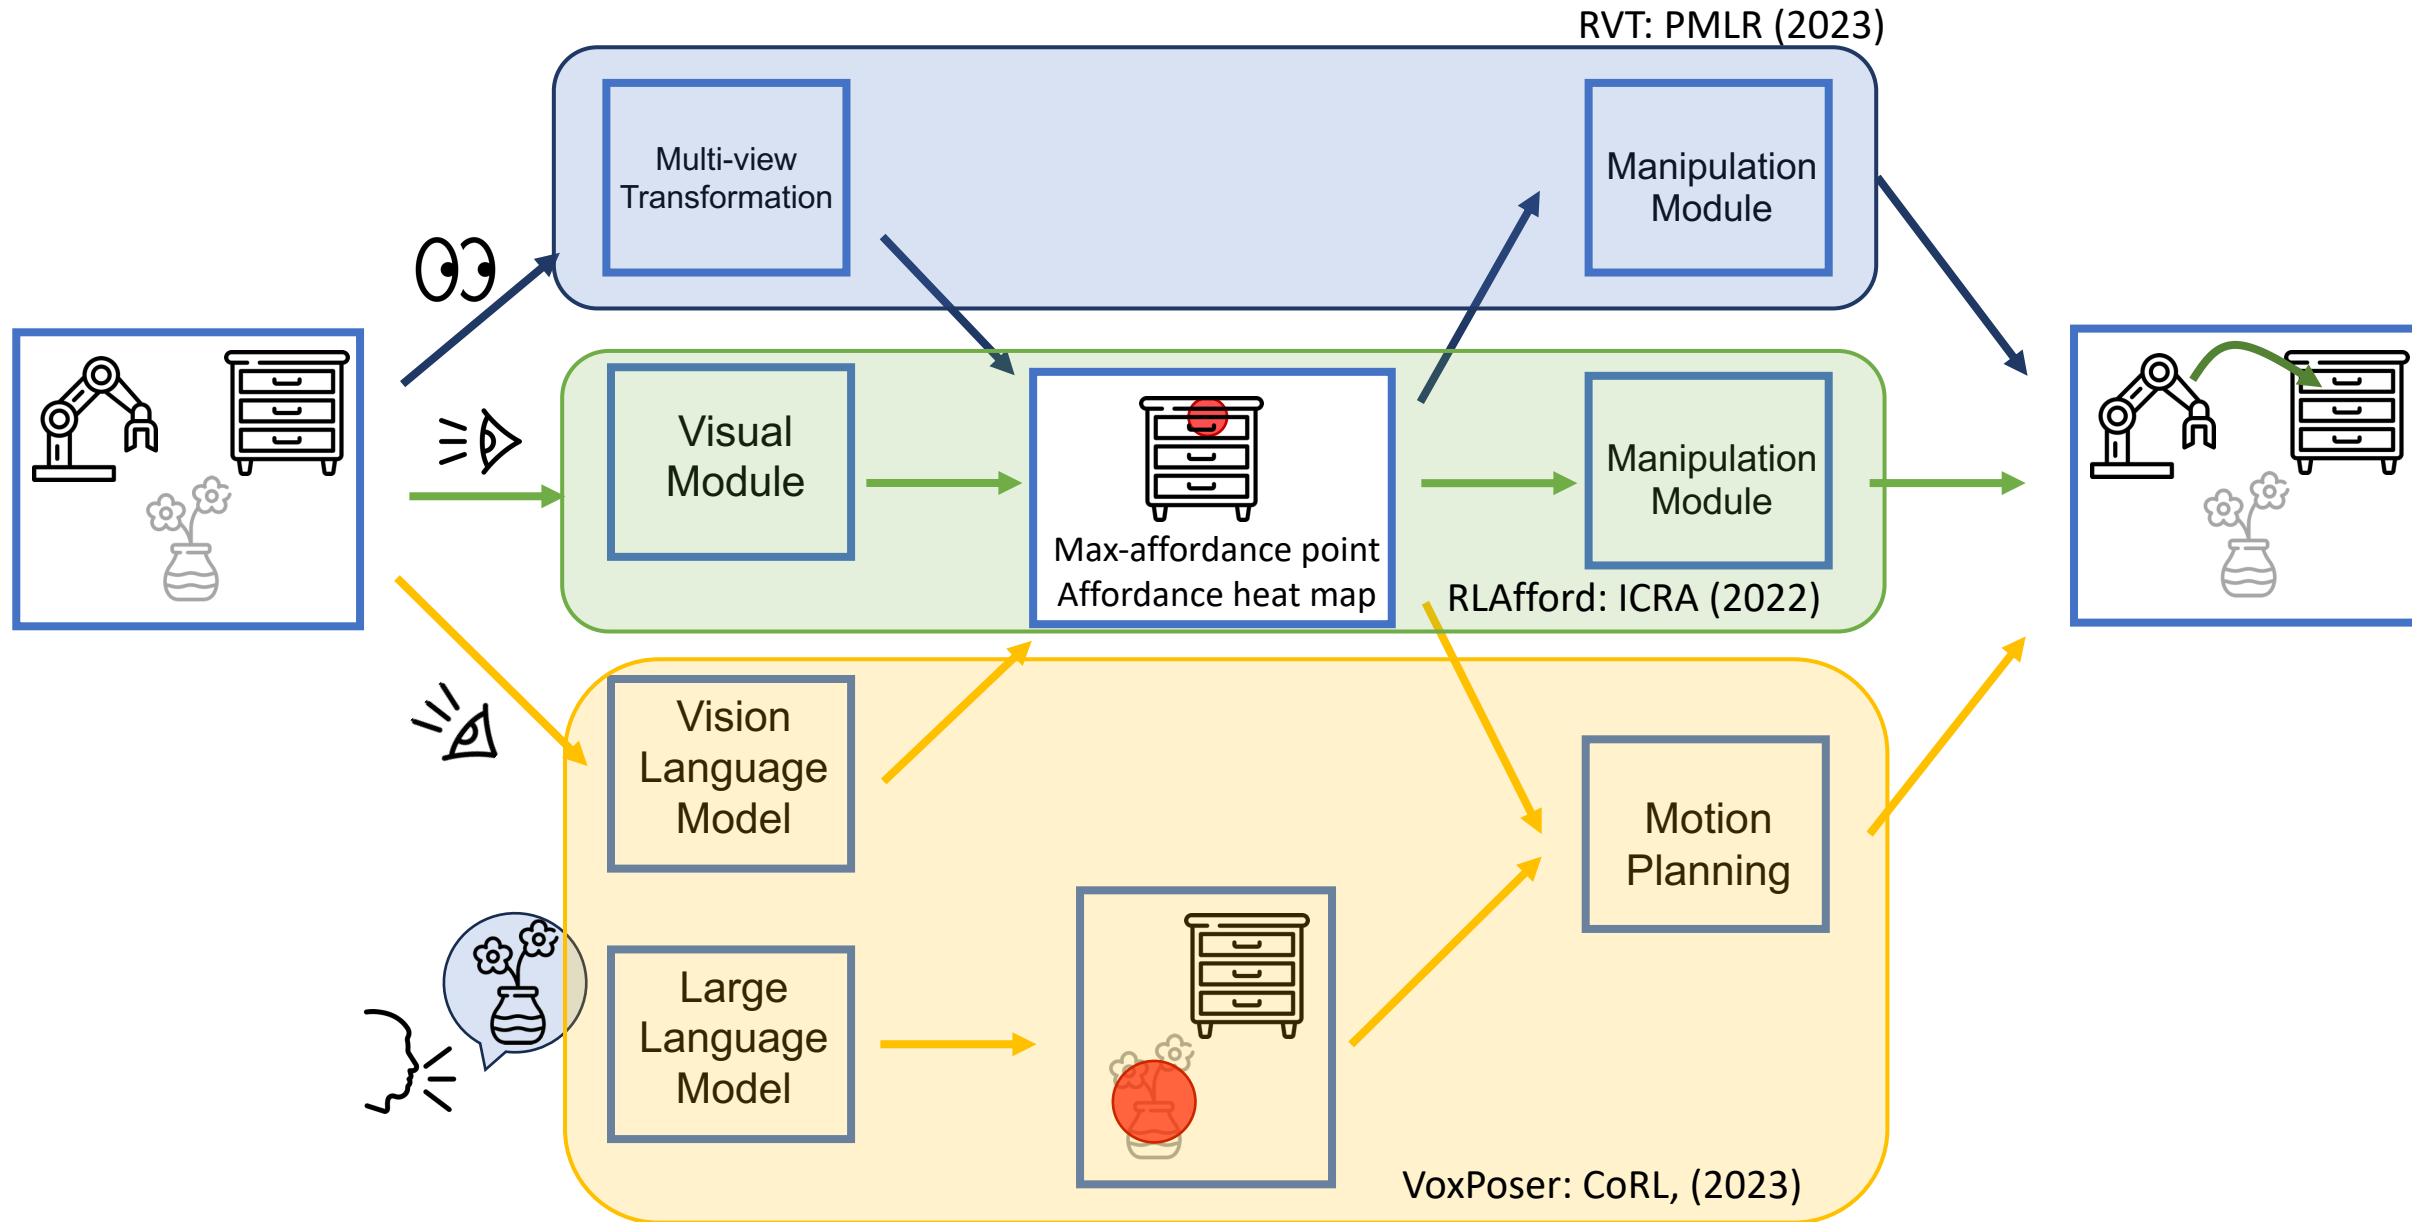 RVT: PMLR (2023)
Multi-view
Transformation
Manipulation
Module
Visual
Module
Max-affordance point
Affordance heat map
Manipulation
Module
RLAfford: ICRA (2022)
Vision
Language
Model
Motion
Planning
Large
Language
Model
VoxPoser: CoRL, (2023)